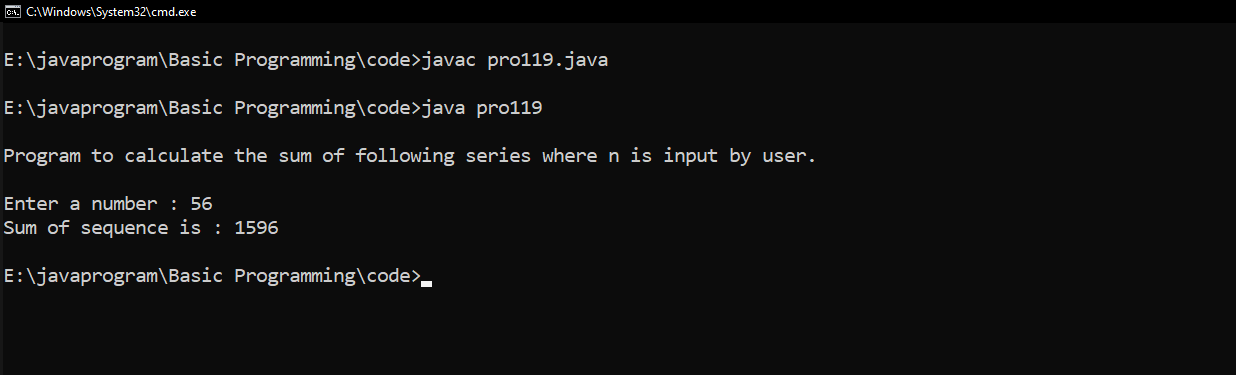 C:\Windows\System32\cmd.exe
E:\javaprogram\Basic Programming\code>javac pro119.java
E:\javaprogram\Basic Programming\code>java pro119
Program to calculate the sum of following series where n is input by user.
Enter a number : 56
Sum of sequence is : 1596
E:\javaprogram\Basic Programming\code>